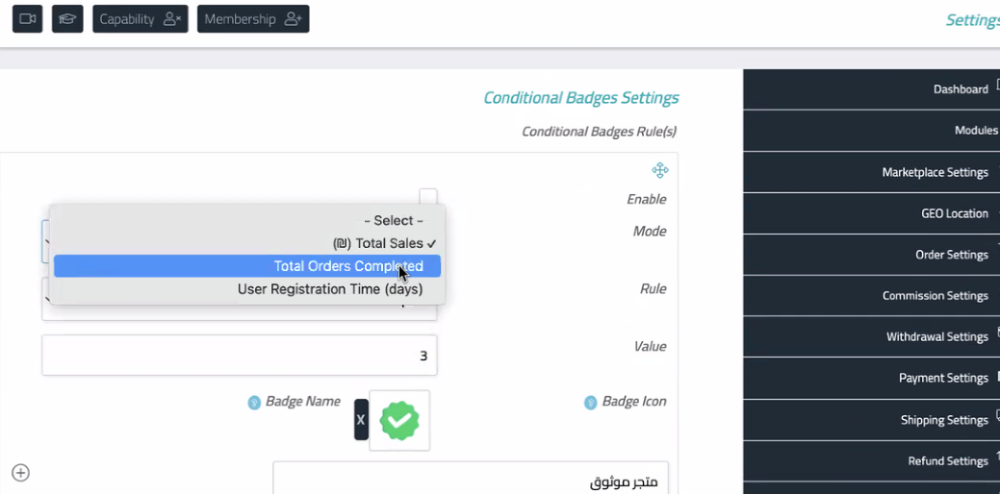 Capability
Membership
Settings
Conditional Badges Settings
Conditional Badges Rule(s)
Enable
Mode
- Select -
(₪) Total Sales ✓
Total Orders Completed
User Registration Time (days)
Rule
Value
3
Badge Name
Badge Icon
X
متجر موثوق
Dashboard
Modules
Marketplace Settings
GEO Location
Order Settings
Commission Settings
Withdrawal Settings
Payment Settings
Shipping Settings
Refund Settings